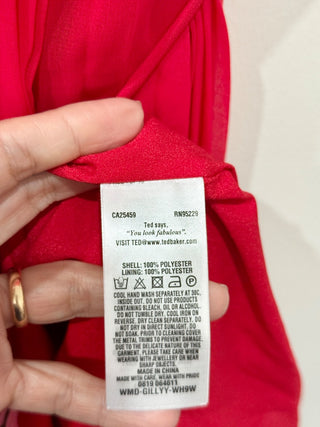 CA25459 RN95229
Ted says,
"You look fabulous".
VISIT TED@www.tedbaker.com
SHELL: 100% POLYESTER
LINING: 100% POLYESTER
COOL HAND WASH SEPARATELY AT 30C.
INSIDE OUT. DO NOT USE PRODUCTS
CONTAINING BLEACH, OIL OR ALCOHOL.
DO NOT TUMBLE DRY. COOL IRON ON
REVERSE. DRY CLEAN SEPARATELY. DO
NOT DRY IN DIRECT SUNLIGHT. DO NOT
SOAK. PRIOR TO CLEANING COVER
THE METAL TRIMS TO PREVENT DAMAGE.
DUE TO THE DELICATE NATURE OF THIS
GARMENT, PLEASE TAKE CARE WHEN
WEARING AT JEWELLERY OR NEAR
SHARP OBJECTS.
MADE IN CHINA
MADE WITH CARE. WEAR WITH PRIDE
0819 064611
WMD-GILLYY-WH9W